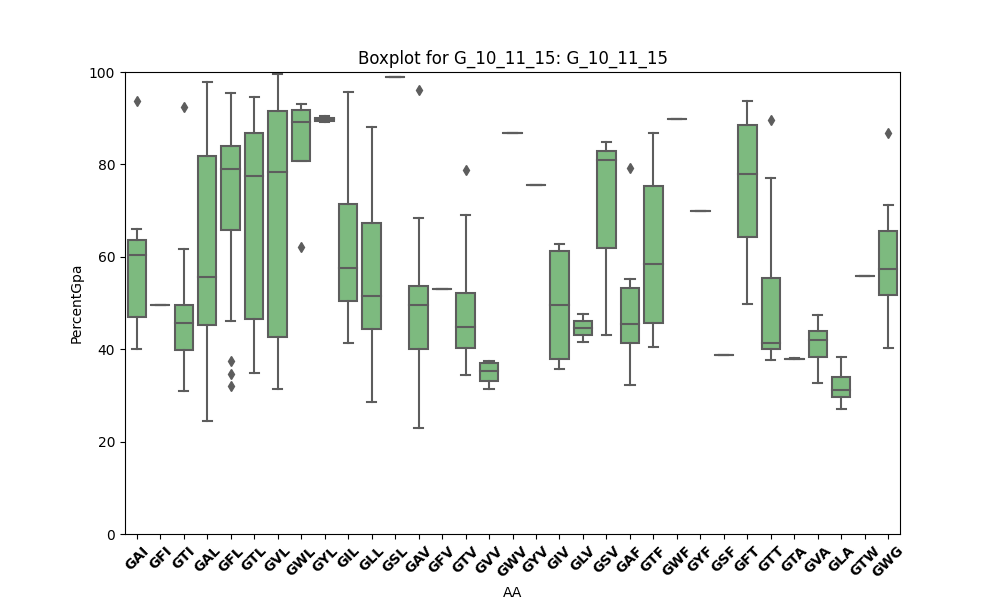 Boxplot for G_10_11_15: G_10_11_15
100
80
60
40
20
0
PercentGpa
GAI GFI GTI GAL GFL GTL GVL GWL GYL GIL GLL GSL GAV GFV GTV GVV GWV GYV GIV GLV GSV GAF GTF GWF GYF GSF GFT GTT GTA GVA GLA GTW GWG
AA